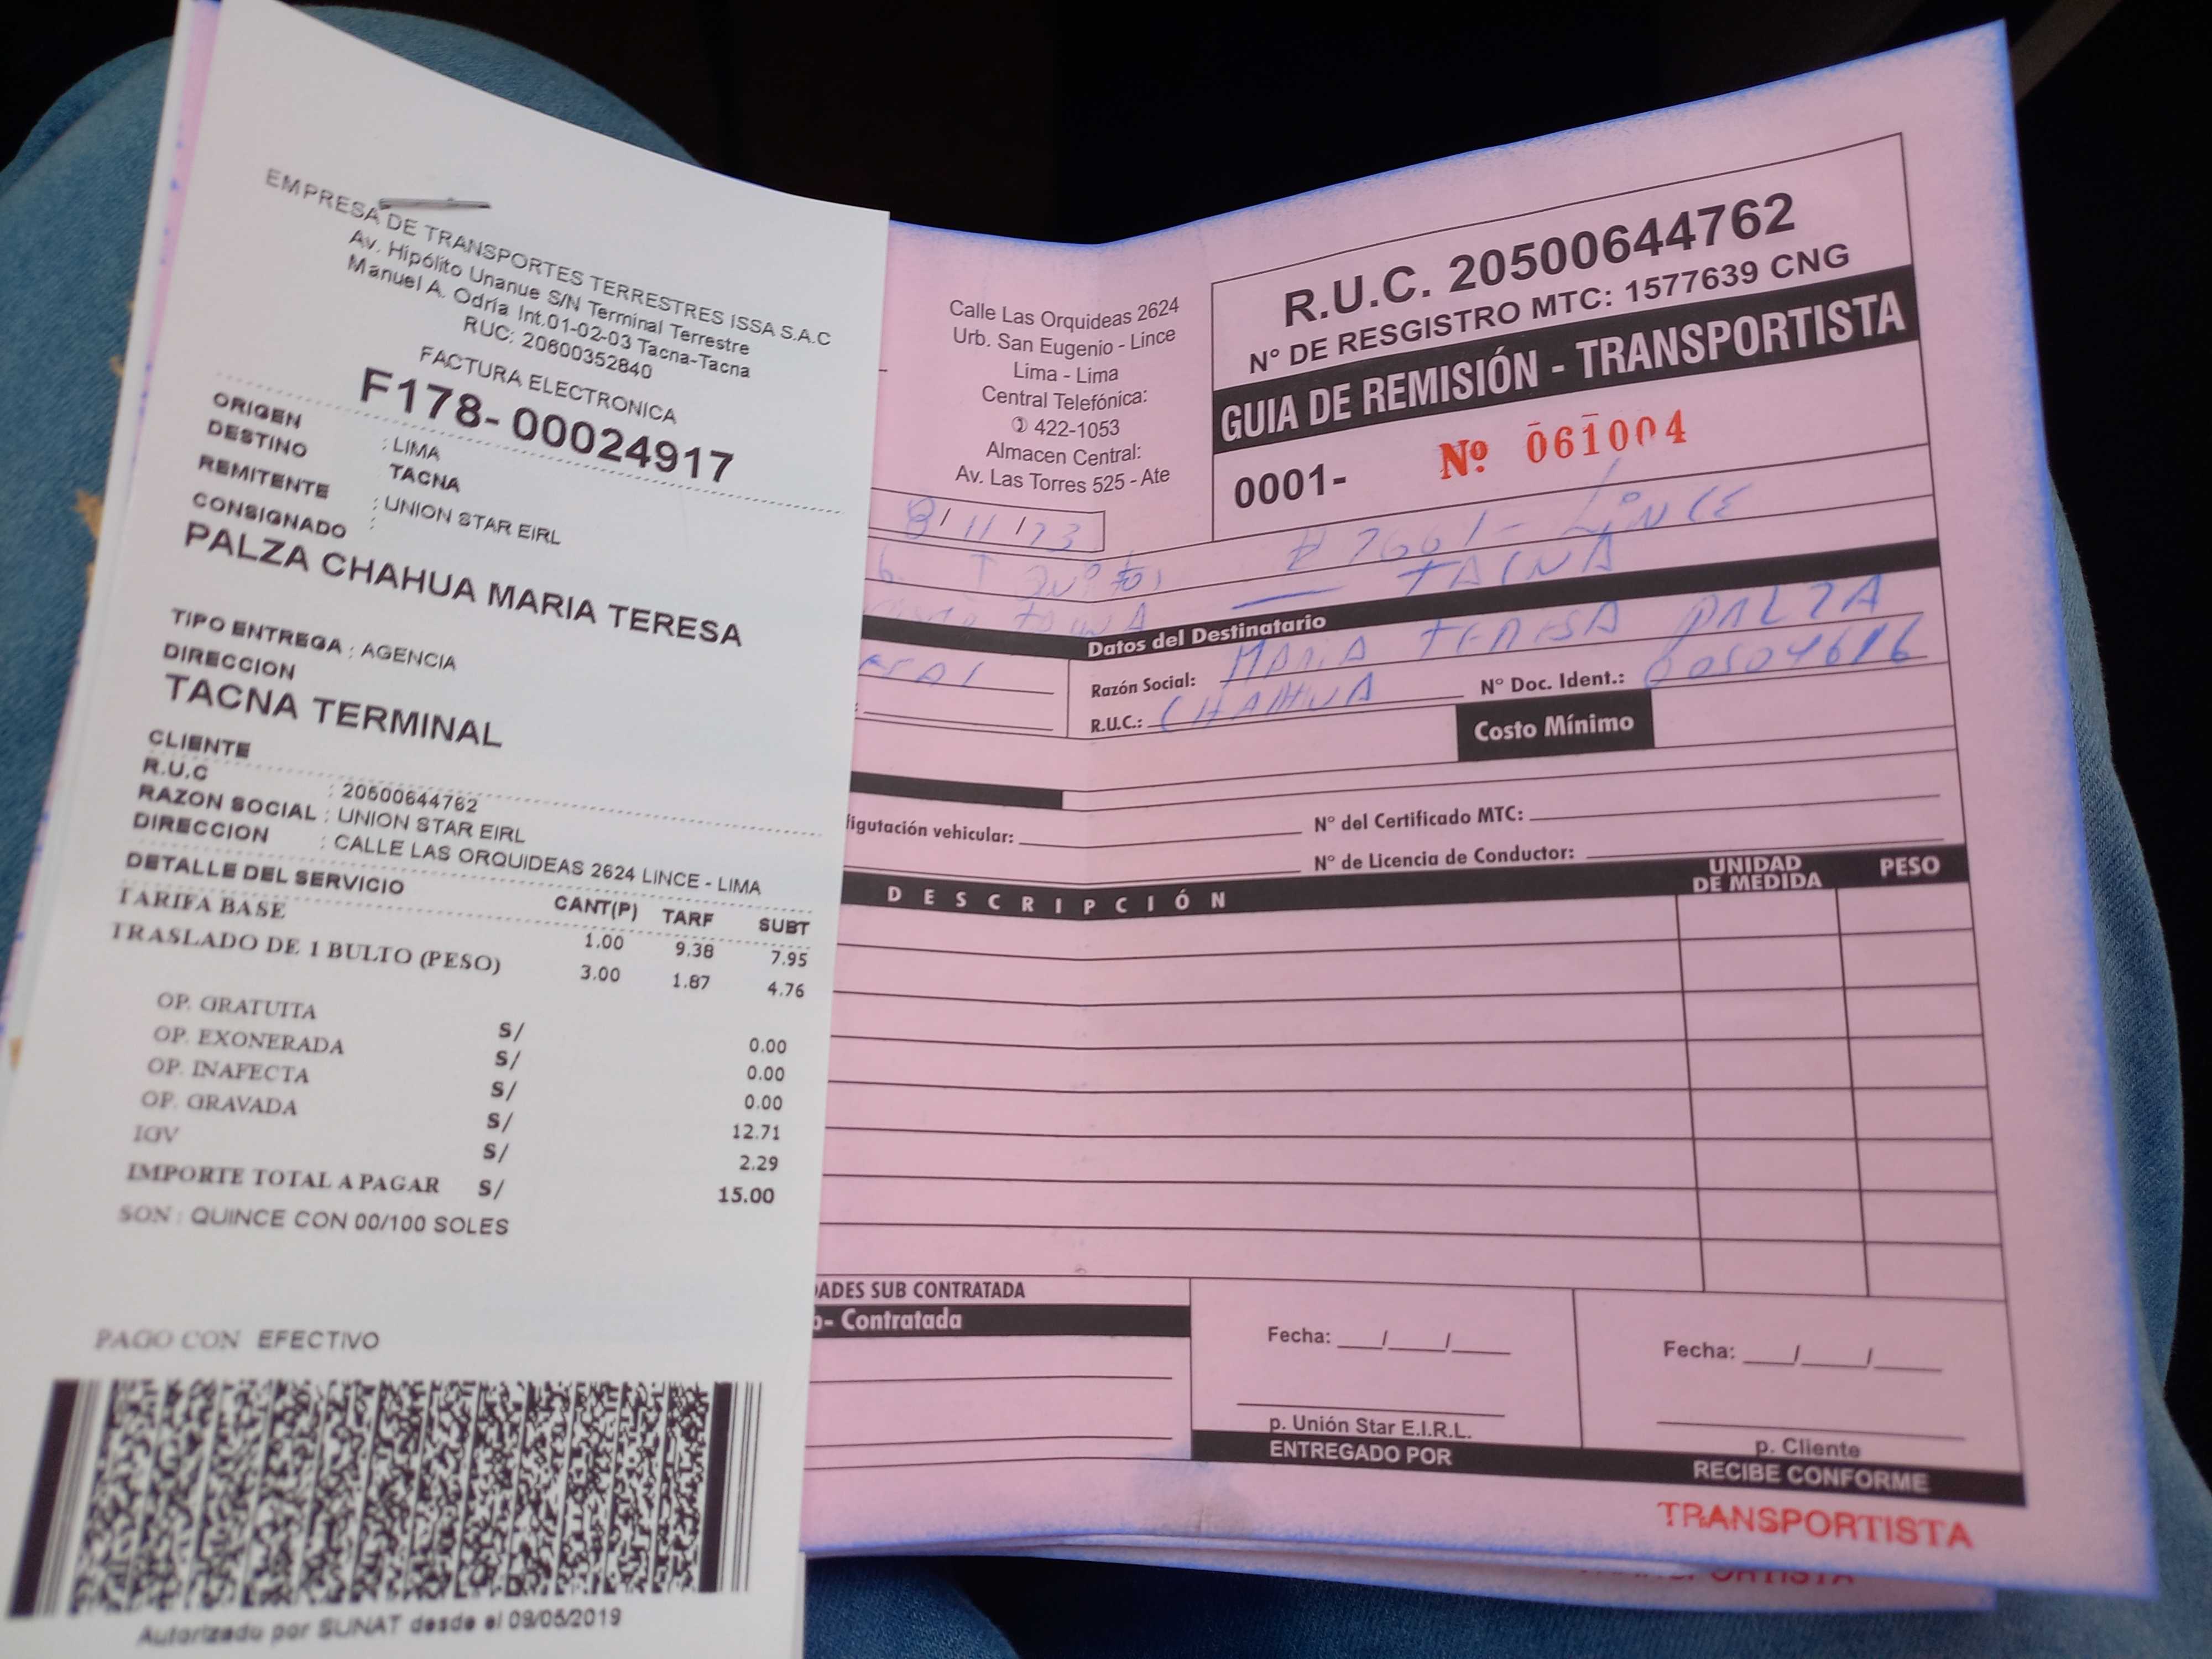 EMPRESA DE TRANSPORTES TERRESTRES ISSA S.A.C
Av. Hipólito Unanue S/N Terminal Terrestre
Manuel A. Odría Int.01-02-03 Tacna-Tacna
RUC: 20600352840
FACTURA ELECTRONICA
F178- 00024917
ORIGEN : LIMA
DESTINO : TACNA
REMITENTE : UNION STAR EIRL
CONSIGNADO :
PALZA CHAHUA MARIA TERESA
TIPO ENTREGA : AGENCIA
DIRECCION
TACNA TERMINAL
CLIENTE
R.U.C : 20500644762
RAZON SOCIAL : UNION STAR EIRL
DIRECCION : CALLE LAS ORQUIDEAS 2624 LINCE - LIMA
DETALLE DEL SERVICIO CANT(P) TARF SUBT
TARIFA BASE 1.00 9.38 7.95
TRASLADO DE 1 BULTO (PESO) 3.00 1.87 4.76
OP. GRATUITA S/ 0.00
OP. EXONERADA S/ 0.00
OP. INAFECTA S/ 0.00
OP. GRAVADA S/ 12.71
IGV S/ 2.29
IMPORTE TOTAL A PAGAR S/ 15.00
SON : QUINCE CON 00/100 SOLES
PAGO CON EFECTIVO
Autorizado por SUNAT desde el 09/05/2019
Calle Las Orquideas 2624
Urb. San Eugenio - Lince
Lima - Lima
Central Telefónica:
422-1053
Almacen Central:
Av. Las Torres 525 - Ate
R.U.C. 20500644762
N° DE RESGISTRO MTC: 1577639 CNG
GUIA DE REMISIÓN - TRANSPORTISTA
0001- Nº 061004
8/ 11 /23
LINCE
TACNA
Datos del Destinatario
Razón Social: MARIA TERESA PALZA
R.U.C.: CHAHUA N° Doc. Ident.: 00504616
Costo Mínimo
figutación vehicular: N° del Certificado MTC:
N° de Licencia de Conductor:
DESCRIPCIÓN UNIDAD DE MEDIDA PESO
DADES SUB CONTRATADA
b- Contratada
Fecha: / / Fecha: / /
p. Unión Star E.I.R.L. p. Cliente
ENTREGADO POR RECIBE CONFORME
TRANSPORTISTA